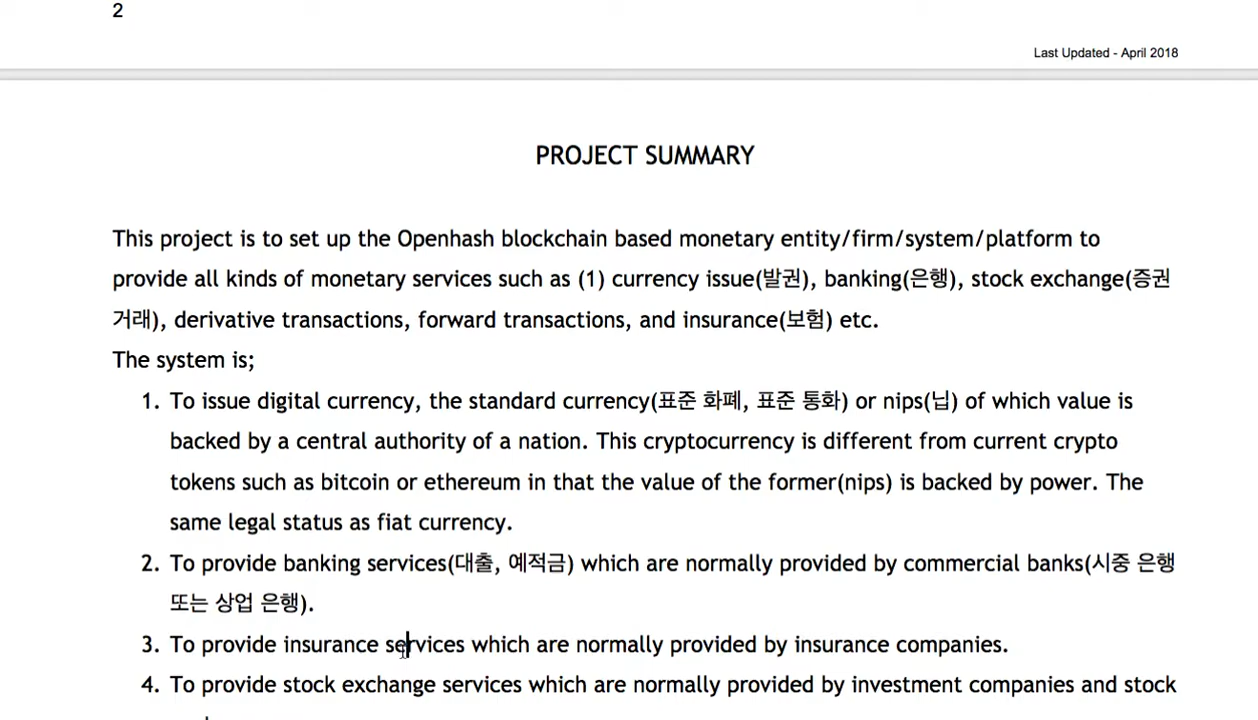 2
Last Updated - April 2018
PROJECT SUMMARY
This project is to set up the Openhash blockchain based monetary entity/firm/system/platform to
provide all kinds of monetary services such as (1) currency issue(발권), banking(은행), stock exchange(증권
거래), derivative transactions, forward transactions, and insurance(보험) etc.
The system is;
1. To issue digital currency, the standard currency(표준 화폐, 표준 통화) or nips(닙) of which value is
backed by a central authority of a nation. This cryptocurrency is different from current crypto
tokens such as bitcoin or ethereum in that the value of the former(nips) is backed by power. The
same legal status as fiat currency.
2. To provide banking services(대출, 예적금) which are normally provided by commercial banks(시중 은행
또는 상업 은행).
3. To provide insurance services which are normally provided by insurance companies.
4. To provide stock exchange services which are normally provided by investment companies and stock